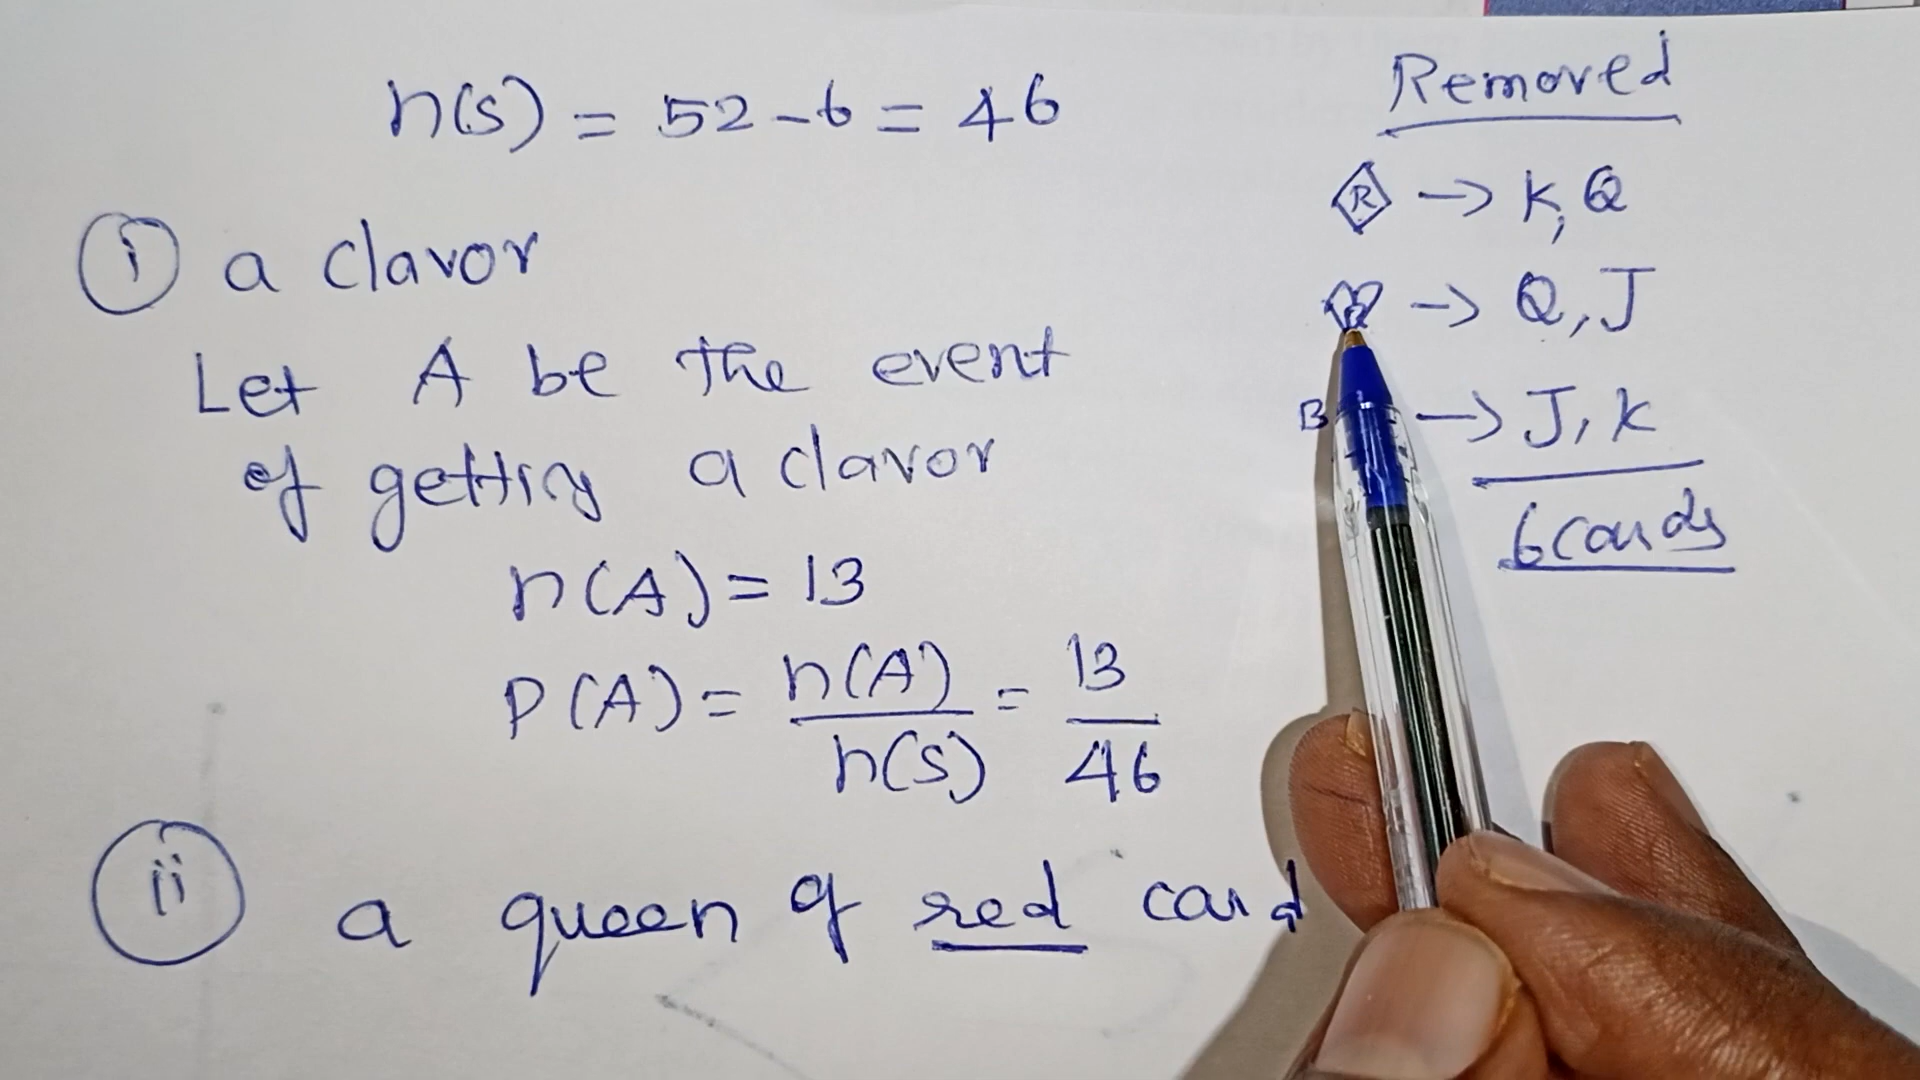 n(S) = 52 - 6 = 46
i a clavor
Let A be the event
of getting a clavor
n(A) = 13
P(A) = n(A)/n(S) = 13/46
ii a queen of red card
Removed
R → K, Q
R → Q, J
B → J, K
6 cards